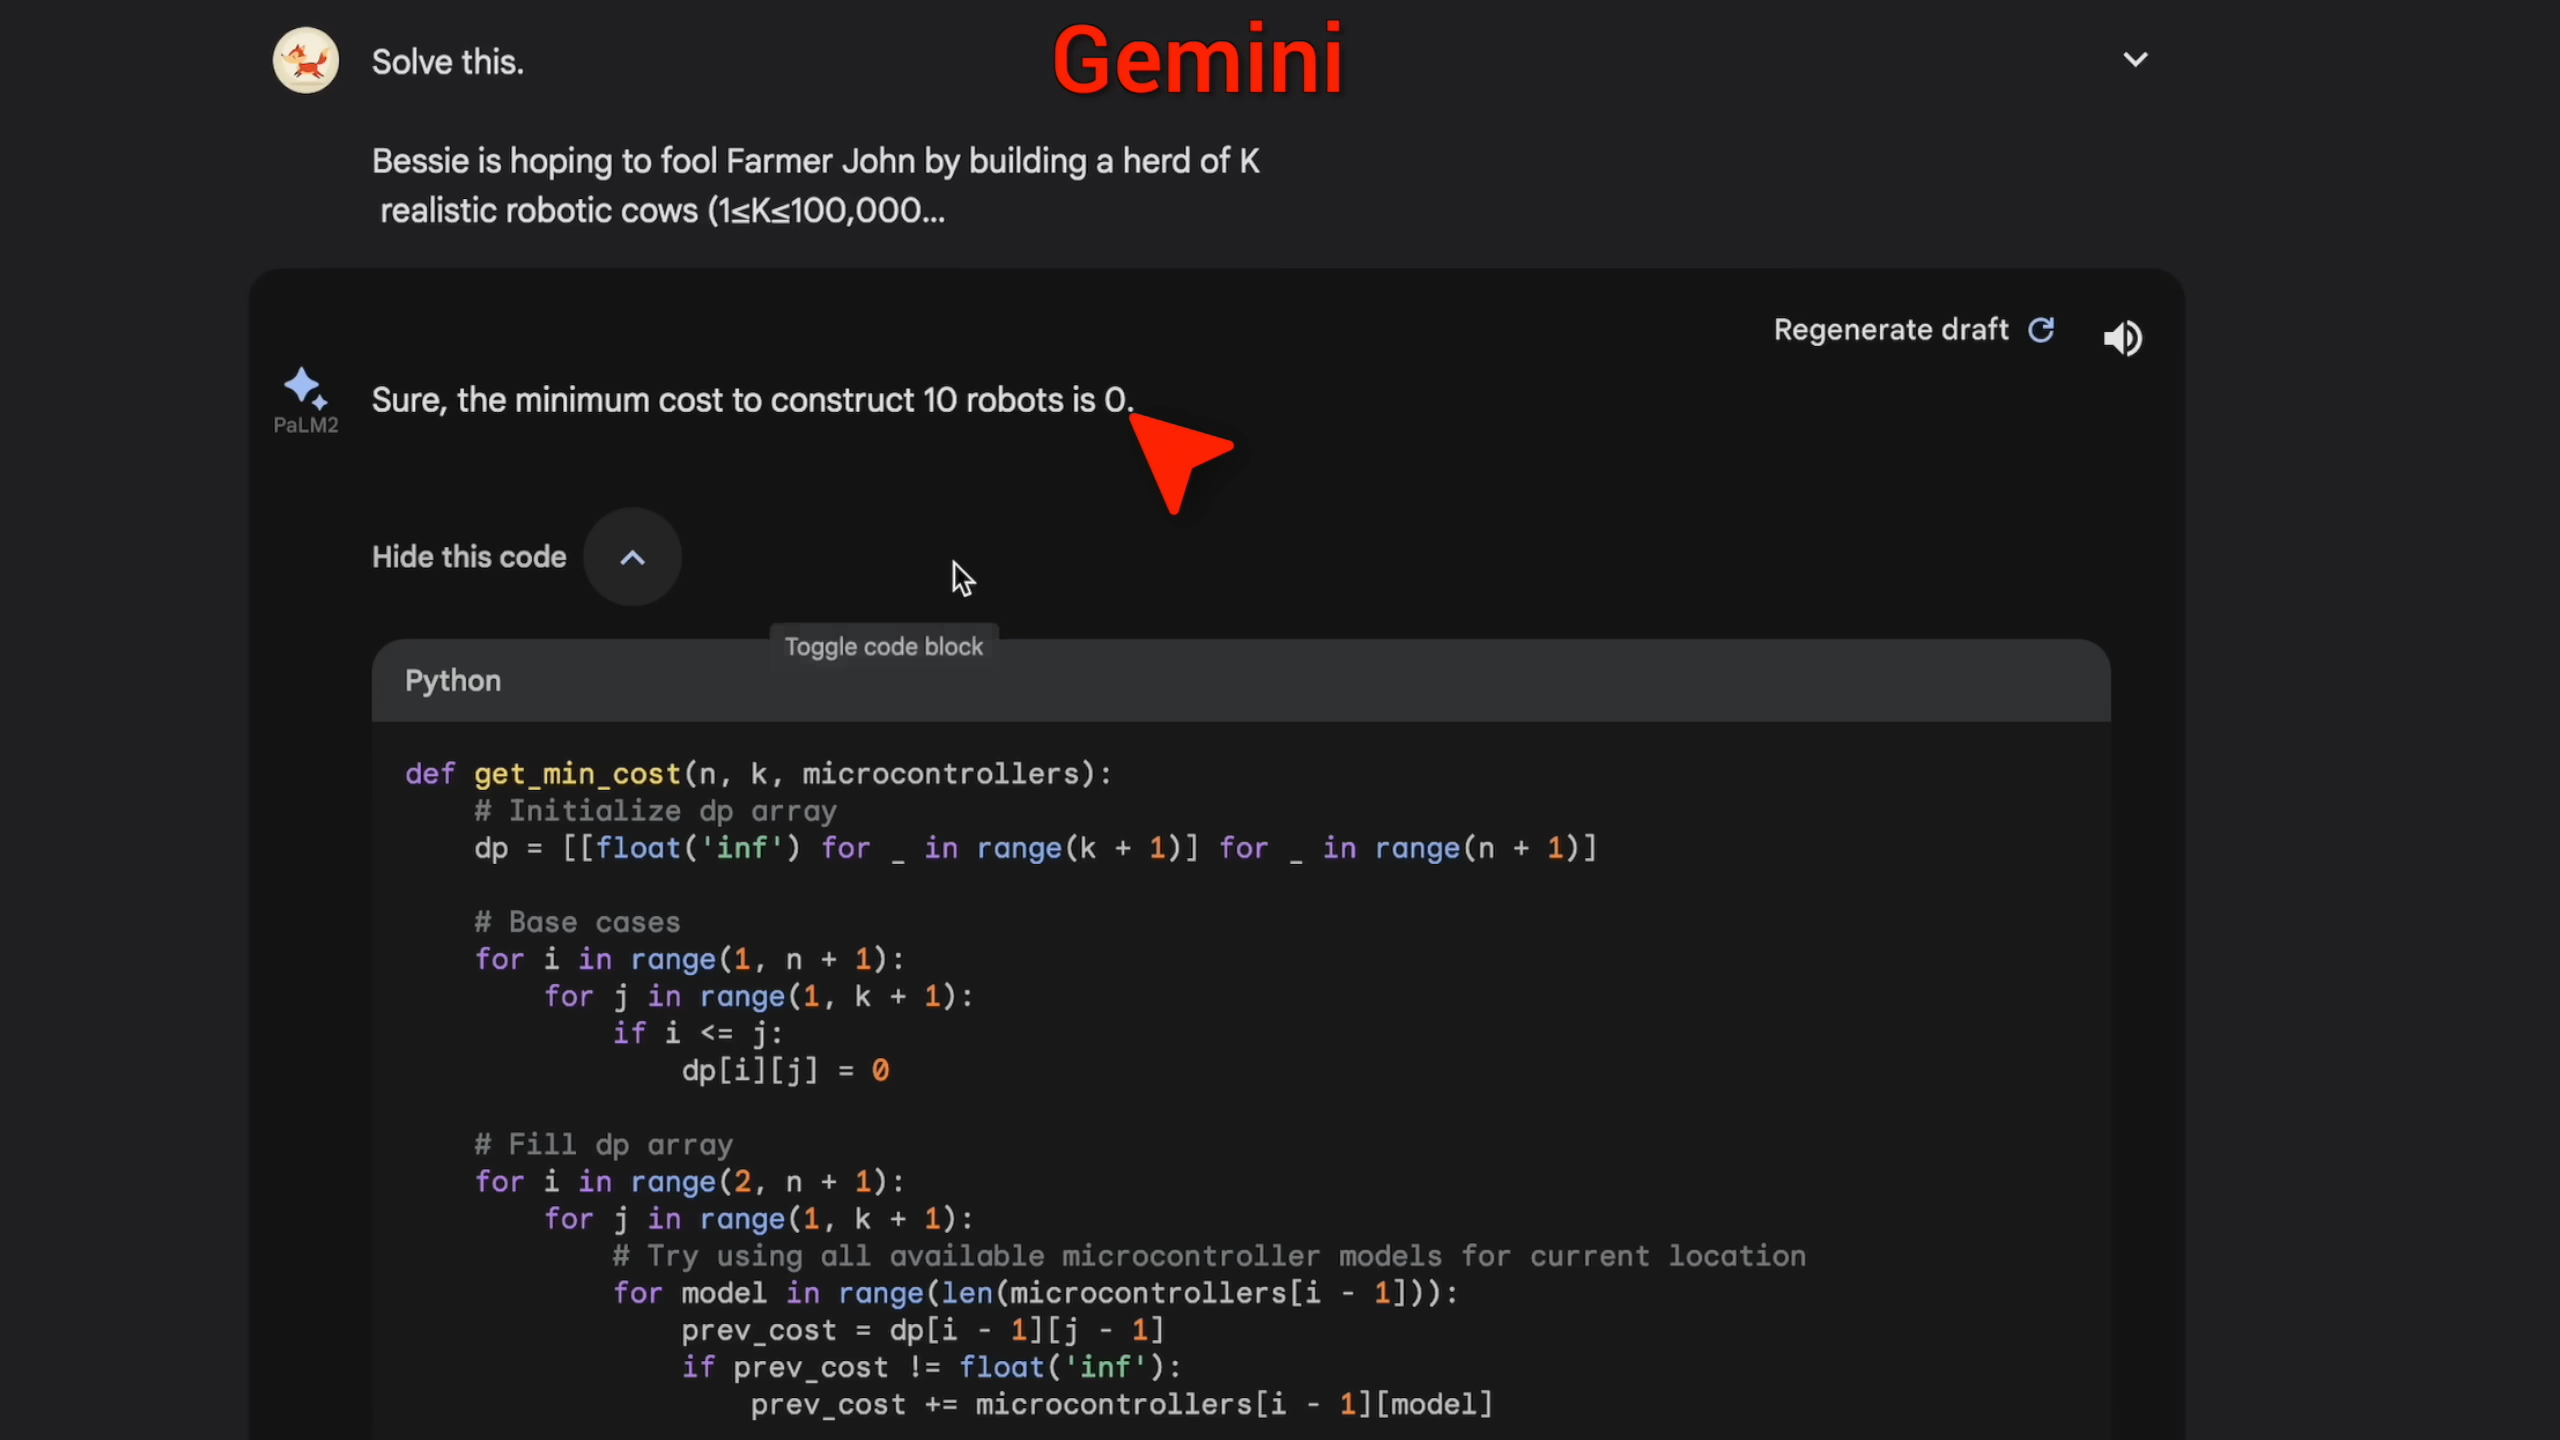 Gemini
Solve this.
Bessie is hoping to fool Farmer John by building a herd of K
realistic robotic cows (1≤K≤100,000...
Regenerate draft
PaLM2
Sure, the minimum cost to construct 10 robots is 0.
Hide this code
Toggle code block
Python
def get_min_cost(n, k, microcontrollers):
    # Initialize dp array
    dp = [[float('inf') for _ in range(k + 1)] for _ in range(n + 1)]
    # Base cases
    for i in range(1, n + 1):
        for j in range(1, k + 1):
            if i <= j:
                dp[i][j] = 0
    # Fill dp array
    for i in range(2, n + 1):
        for j in range(1, k + 1):
            # Try using all available microcontroller models for current location
            for model in range(len(microcontrollers[i - 1])):
                prev_cost = dp[i - 1][j - 1]
                if prev_cost != float('inf'):
                    prev_cost += microcontrollers[i - 1][model]